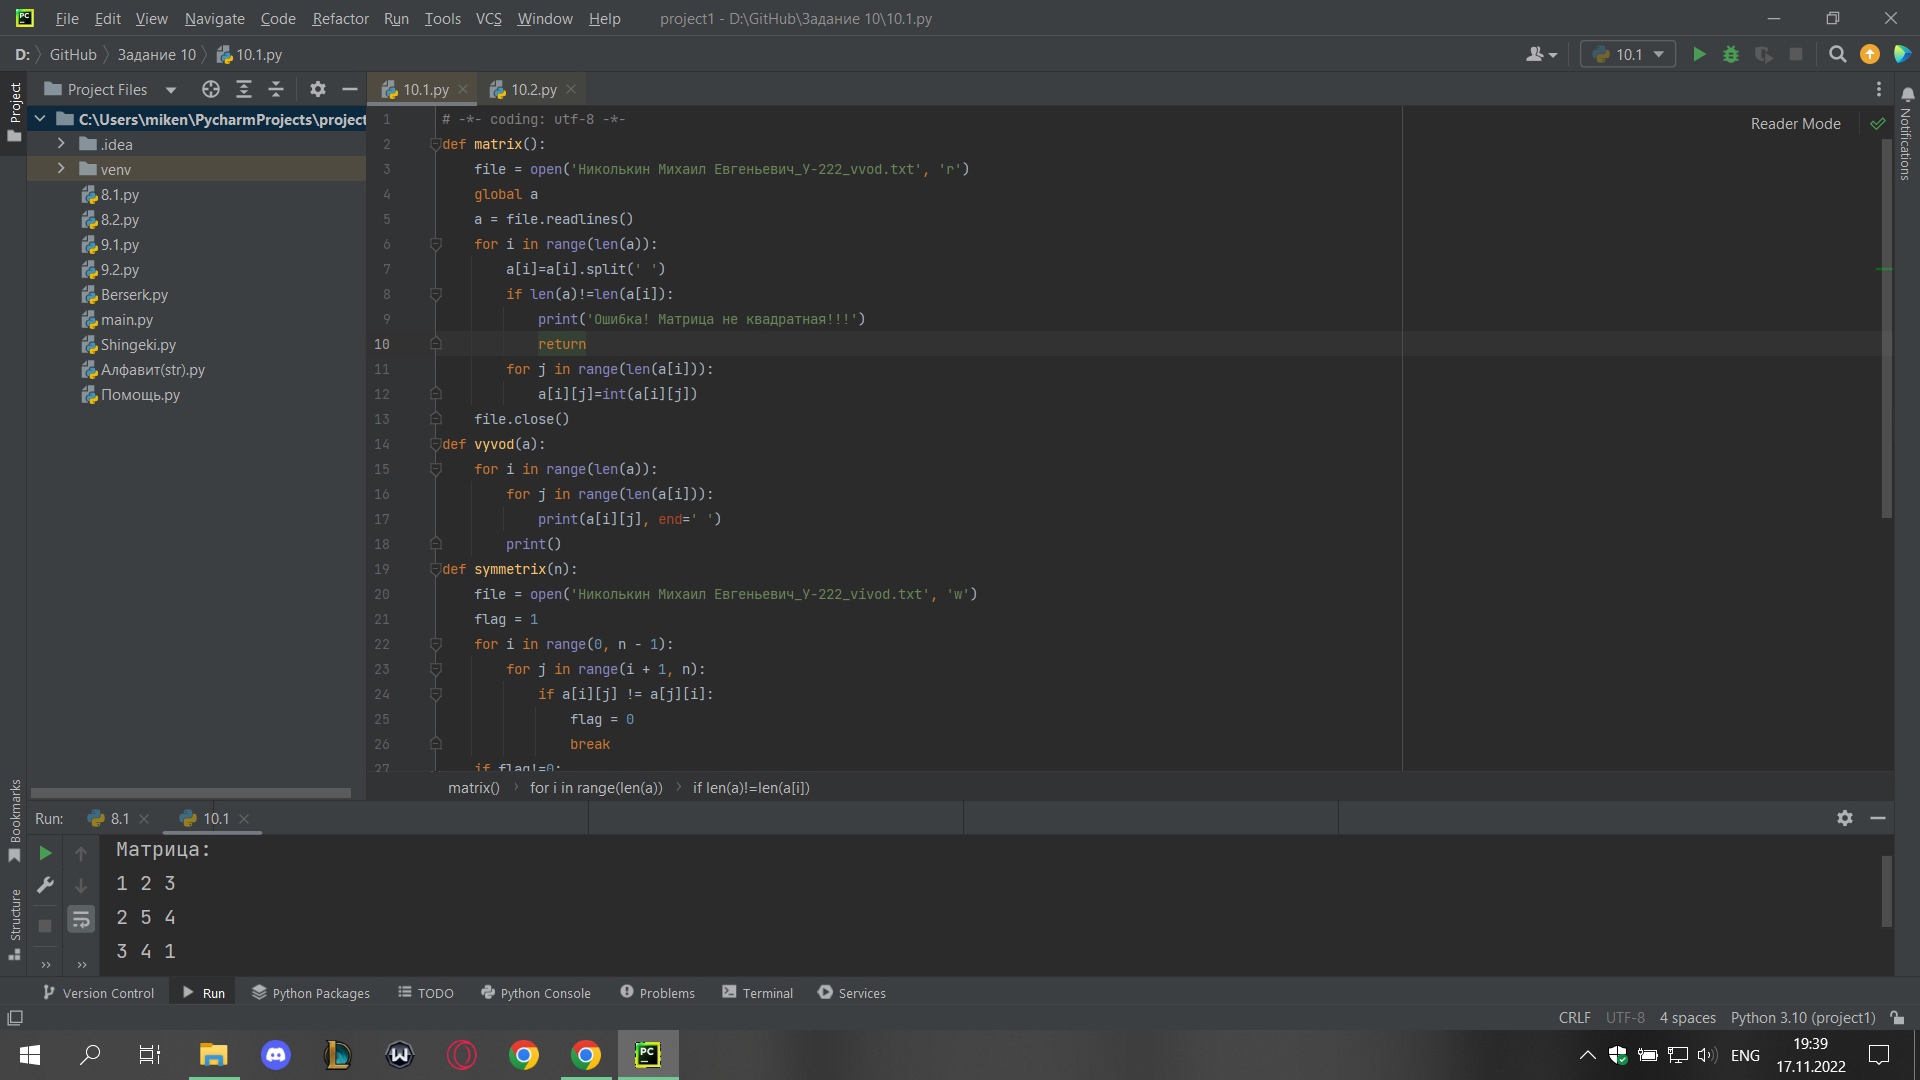 File Edit View Navigate Code Refactor Run Tools VCS Window Help project1 - D:\GitHub\Задание 10\10.1.py
D: GitHub Задание 10 10.1.py 10.1
Project Files 10.1.py 10.2.py
Project
C:\Users\miken\PycharmProjects\project
.idea
venv
8.1.py
8.2.py
9.1.py
9.2.py
Berserk.py
main.py
Shingeki.py
Алфавит(str).py
Помощь.py
Reader Mode
Notifications
1 # -*- coding: utf-8 -*-
2 def matrix():
3 file = open('Николькин Михаил Евгеньевич_У-222_vvod.txt', 'r')
4 global a
5 a = file.readlines()
6 for i in range(len(a)):
7 a[i]=a[i].split(' ')
8 if len(a)!=len(a[i]):
9 print('Ошибка! Матрица не квадратная!!!')
10 return
11 for j in range(len(a[i])):
12 a[i][j]=int(a[i][j])
13 file.close()
14 def vyvod(a):
15 for i in range(len(a)):
16 for j in range(len(a[i])):
17 print(a[i][j], end=' ')
18 print()
19 def symmetrix(n):
20 file = open('Николькин Михаил Евгеньевич_У-222_vivod.txt', 'w')
21 flag = 1
22 for i in range(0, n - 1):
23 for j in range(i + 1, n):
24 if a[i][j] != a[j][i]:
25 flag = 0
26 break
27 if flag!=0:
matrix() for i in range(len(a)) if len(a)!=len(a[i])
Bookmarks
Structure
Run: 8.1 10.1
Матрица:
1 2 3
2 5 4
3 4 1
Version Control Run Python Packages TODO Python Console Problems Terminal Services
CRLF UTF-8 4 spaces Python 3.10 (project1)
ENG 19:39
17.11.2022